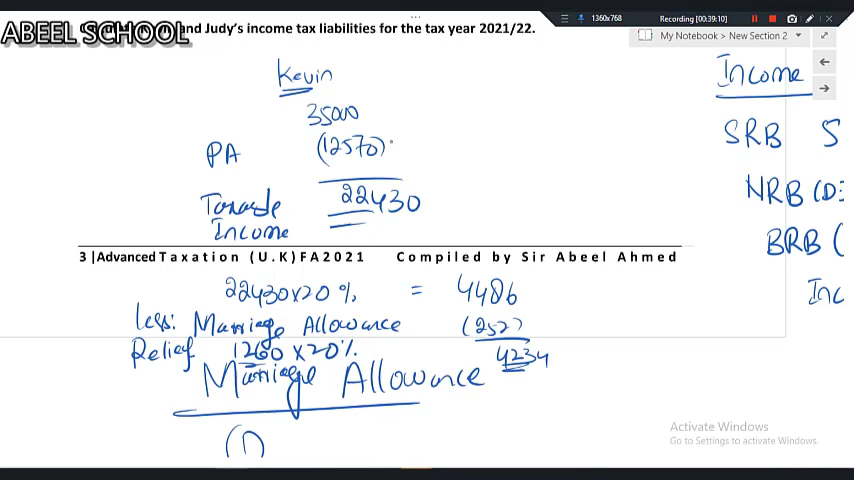 1360x768
Recording [00:39:10]
ABEEL SCHOOL
and Judy's income tax liabilities for the tax year 2021/22.
My Notebook > New Section 2
Kevin
35000
PA (12570)
Taxable 22430
Income
Income
SRB S
NRB (D
BRB (
Inc
3 |Advanced Taxation (U.K)FA2021 Compiled by Sir Abeel Ahmed
22430x20% = 4486
Less: Marriage Allowance (252)
Relief 1260 x 20% 4234
Marriage Allowance
(1)
Activate Windows
Go to Settings to activate Windows.